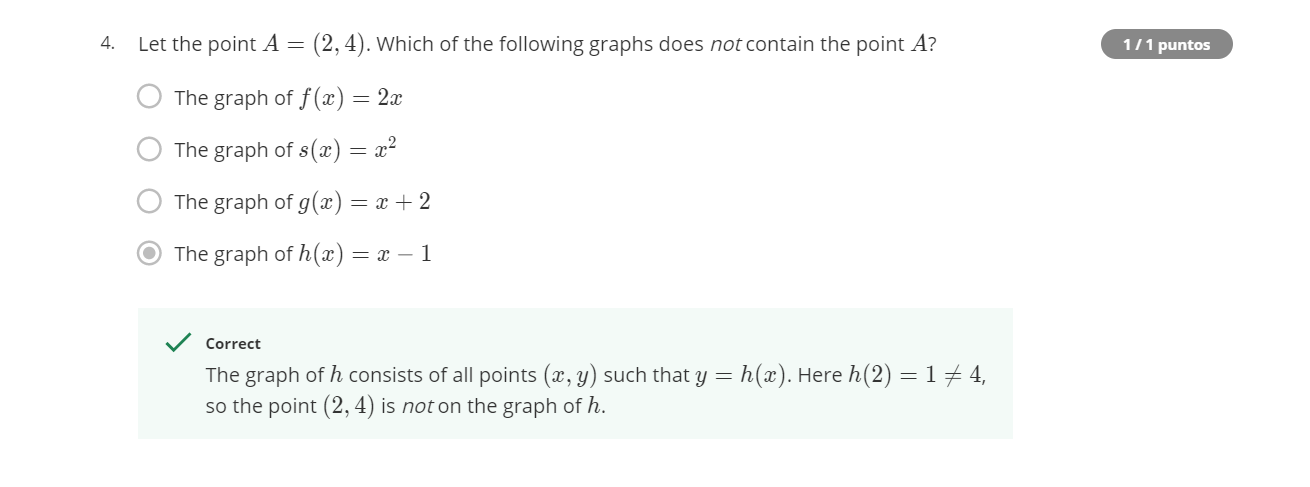 4. Let the point A = (2, 4). Which of the following graphs does not contain the point A?
1 / 1 puntos
The graph of f(x) = 2x
The graph of s(x) = x²
The graph of g(x) = x + 2
The graph of h(x) = x − 1
Correct
The graph of h consists of all points (x, y) such that y = h(x). Here h(2) = 1 ≠ 4,
so the point (2, 4) is not on the graph of h.